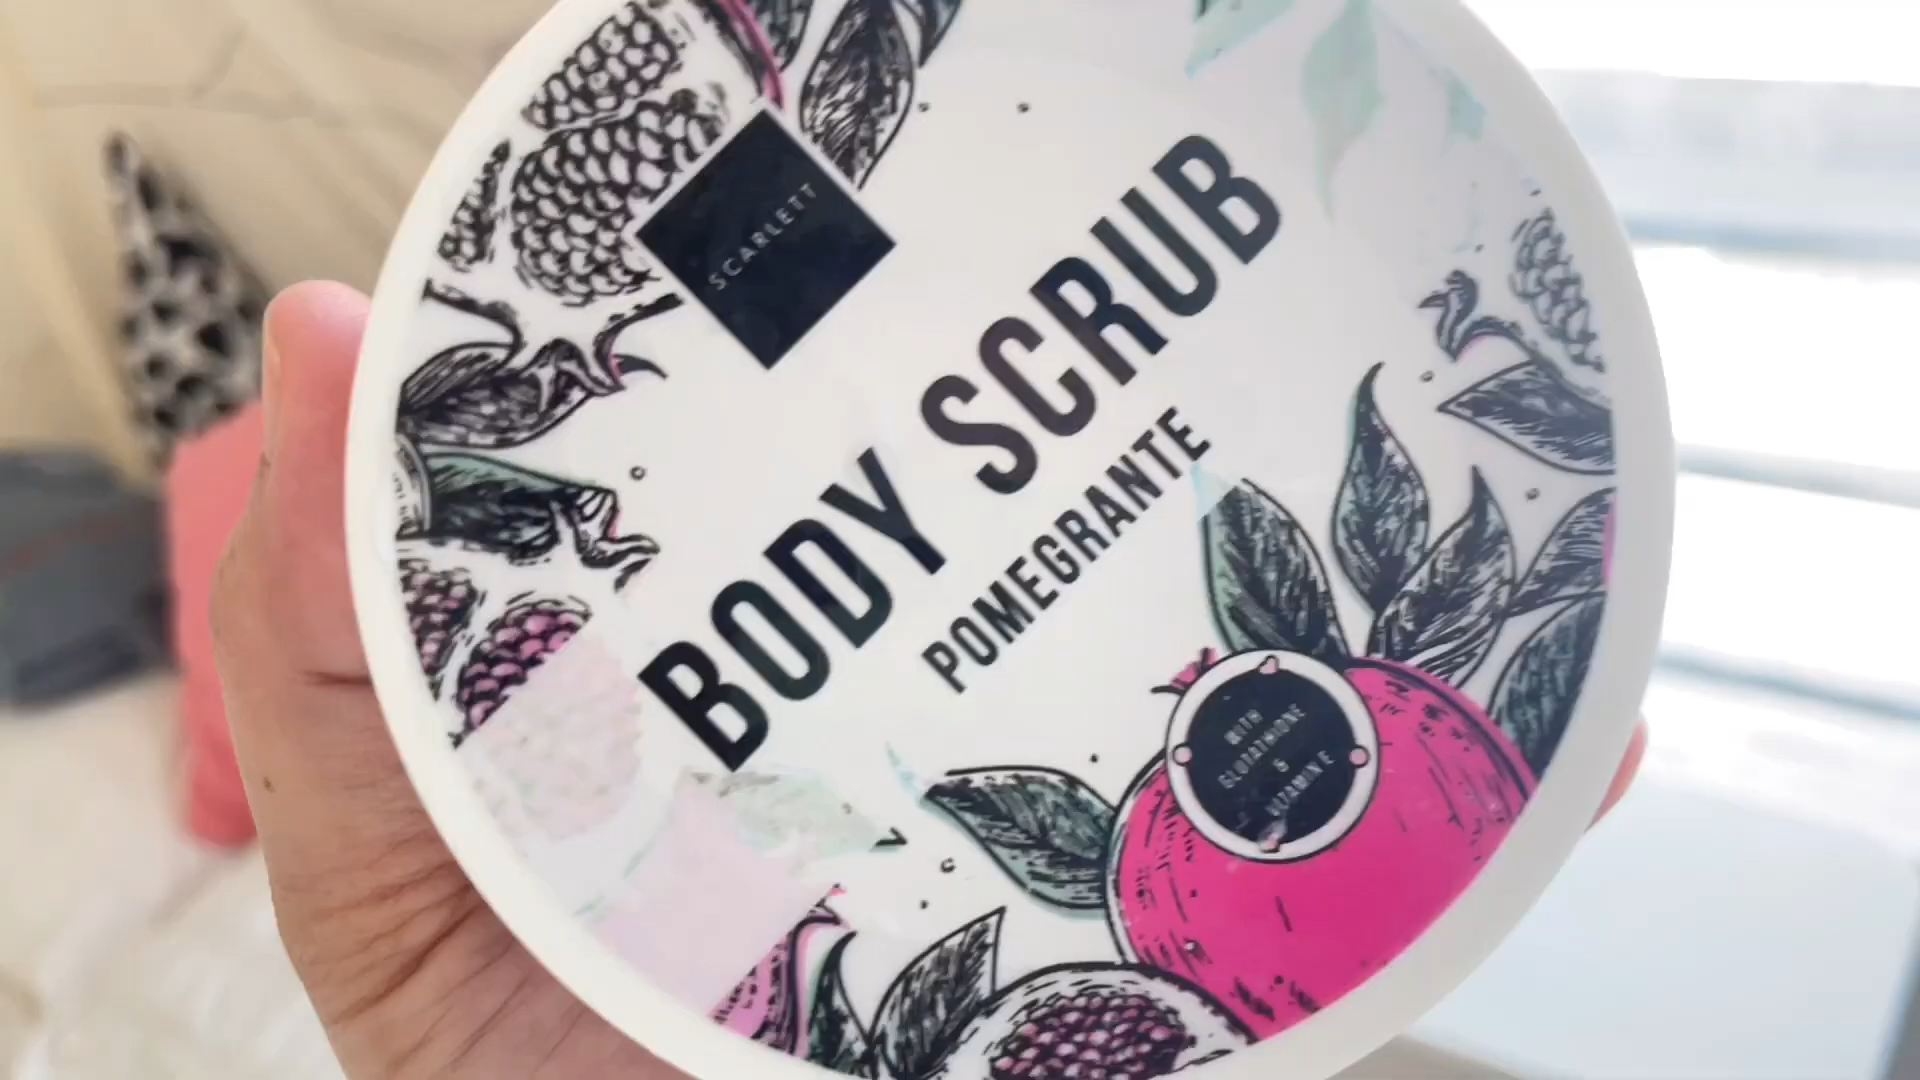 SCARLETT
BODY SCRUB
POMEGRANTE
WITH
GLUTATHIONE
&
VITAMIN E